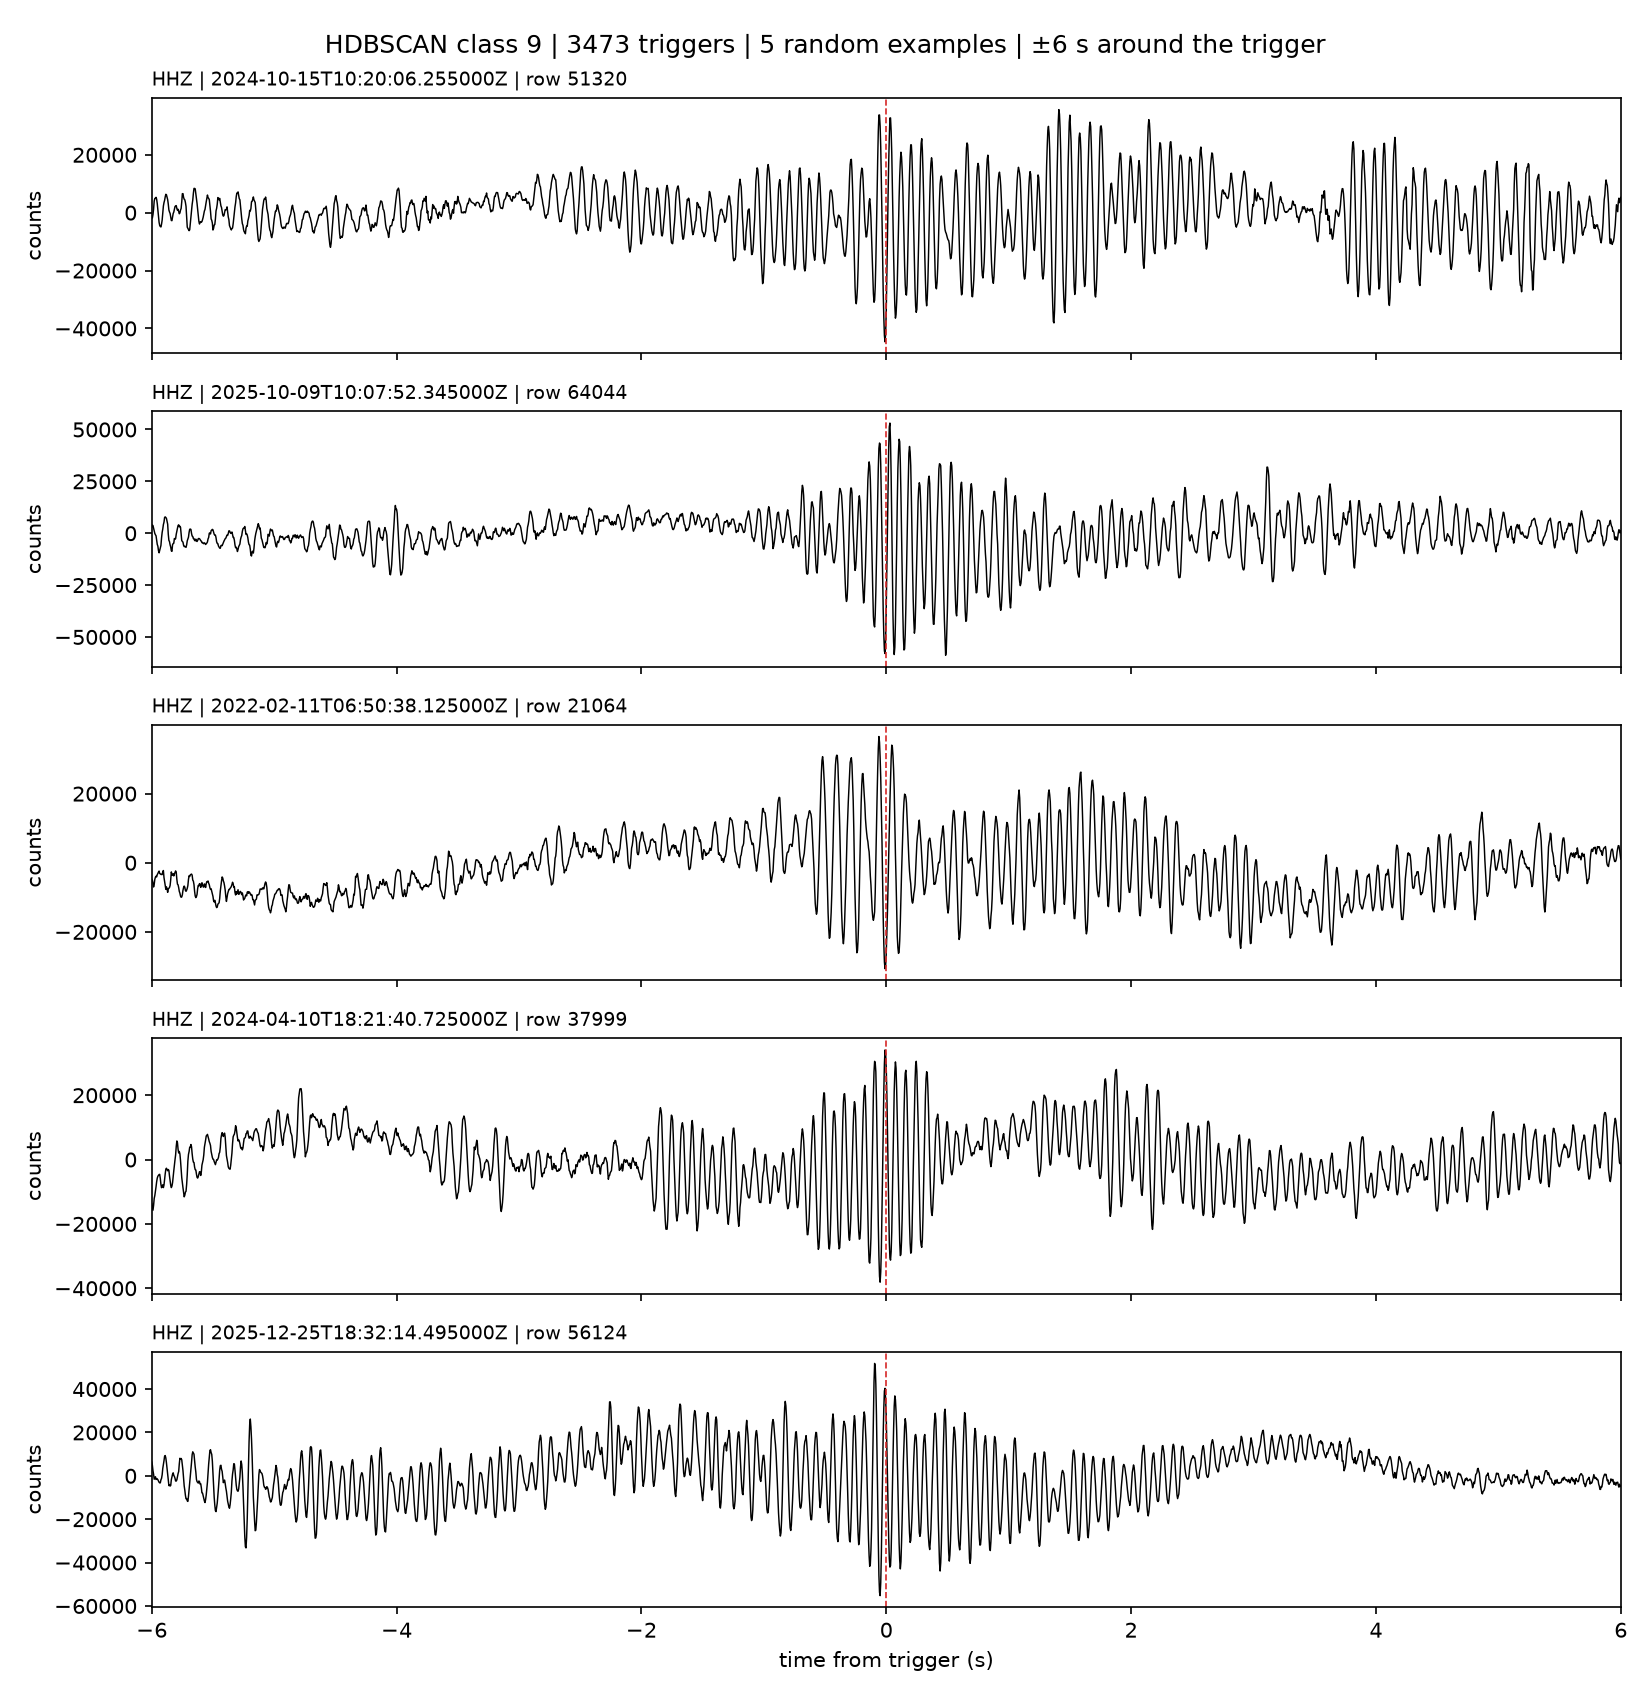 HDBSCAN class 9 | 3473 triggers | 5 random examples | ±6 s around the trigger
HHZ | 2024-10-15T10:20:06.255000Z | row 51320
20000
0
−20000
−40000
counts
HHZ | 2025-10-09T10:07:52.345000Z | row 64044
50000
25000
0
−25000
−50000
counts
HHZ | 2022-02-11T06:50:38.125000Z | row 21064
20000
0
−20000
counts
HHZ | 2024-04-10T18:21:40.725000Z | row 37999
20000
0
−20000
−40000
counts
HHZ | 2025-12-25T18:32:14.495000Z | row 56124
40000
20000
0
−20000
−40000
−60000
counts
−6 −4 −2 0 2 4 6
time from trigger (s)